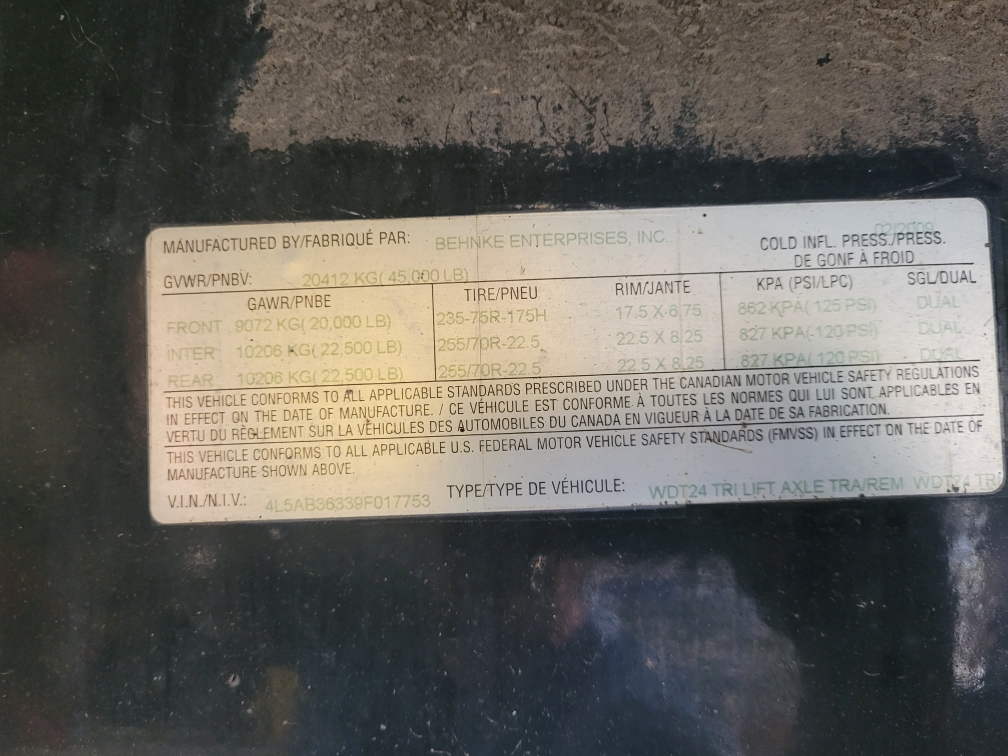 02/2009
MANUFACTURED BY/FABRIQUÉ PAR: BEHNKE ENTERPRISES, INC. COLD INFL. PRESS./PRESS.
DE GONF À FROID
GVWR/PNBV: 20412 KG( 45,000 LB)
GAWR/PNBE TIRE/PNEU RIM/JANTE KPA (PSI/LPC) SGL/DUAL
FRONT 9072 KG( 20,000 LB) 235-75R-175H 17.5 X 6.75 862 KPA( 125 PSI) DUAL
INTER 10206 KG( 22,500 LB) 255/70R-22.5 22.5 X 8.25 827 KPA( 120 PSI) DUAL
REAR 10206 KG( 22,500 LB) 255/70R-22.5 22.5 X 8.25 827 KPA( 120 PSI) DUAL
THIS VEHICLE CONFORMS TO ALL APPLICABLE STANDARDS PRESCRIBED UNDER THE CANADIAN MOTOR VEHICLE SAFETY REGULATIONS
IN EFFECT ON THE DATE OF MANUFACTURE. / CE VÉHICULE EST CONFORME À TOUTES LES NORMES QUI LUI SONT APPLICABLES EN
VERTU DU RÈGLEMENT SUR LA VÉHICULES DES AUTOMOBILES DU CANADA EN VIGUEUR À LA DATE DE SA FABRICATION.
THIS VEHICLE CONFORMS TO ALL APPLICABLE U.S. FEDERAL MOTOR VEHICLE SAFETY STANDARDS (FMVSS) IN EFFECT ON THE DATE OF
MANUFACTURE SHOWN ABOVE.
V.I.N./N.I.V.: 4L5AB36339F017753 TYPE/TYPE DE VÉHICULE: WDT24 TRI LIFT AXLE TRA/REM WDT24 TRI